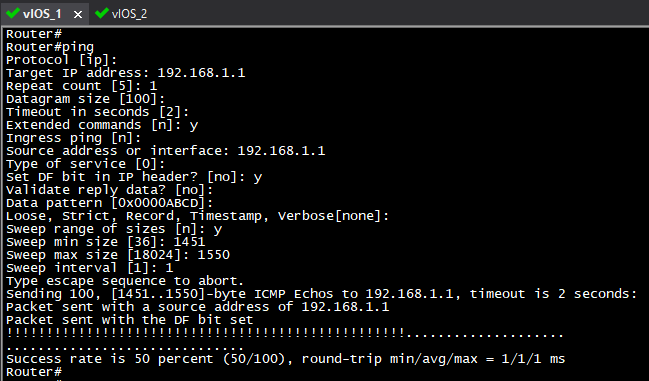 vIOS_1 vIOS_2
Router#
Router#ping
Protocol [ip]:
Target IP address: 192.168.1.1
Repeat count [5]: 1
Datagram size [100]:
Timeout in seconds [2]:
Extended commands [n]: y
Ingress ping [n]:
Source address or interface: 192.168.1.1
Type of service [0]:
Set DF bit in IP header? [no]: y
Validate reply data? [no]:
Data pattern [0x0000ABCD]:
Loose, Strict, Record, Timestamp, Verbose[none]:
Sweep range of sizes [n]: y
Sweep min size [36]: 1451
Sweep max size [18024]: 1550
Sweep interval [1]: 1
Type escape sequence to abort.
Sending 100, [1451..1550]-byte ICMP Echos to 192.168.1.1, timeout is 2 seconds:
Packet sent with a source address of 192.168.1.1
Packet sent with the DF bit set
!!!!!!!!!!!!!!!!!!!!!!!!!!!!!!!!!!!!!!!!!!!!!!!!!!....................
..............................
Success rate is 50 percent (50/100), round-trip min/avg/max = 1/1/1 ms
Router#